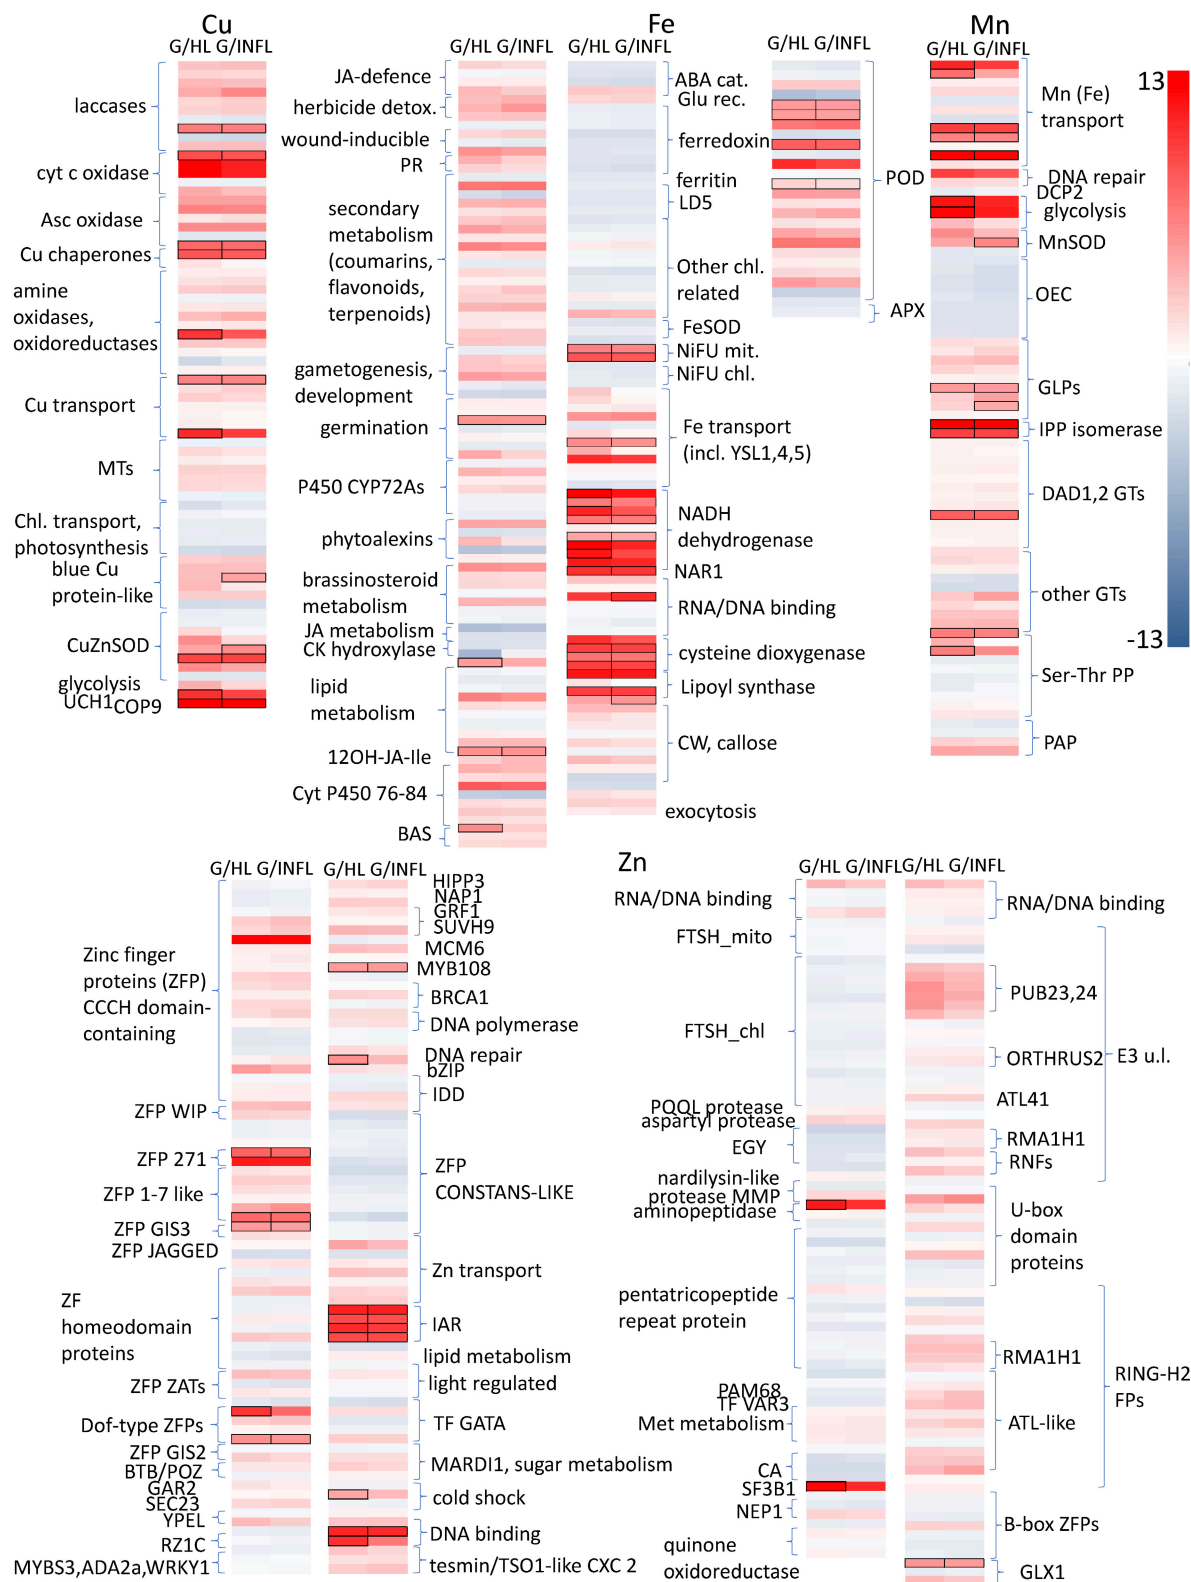 Cu
Fe
Mn
G/HL G/INFL
G/HL G/INFL
G/HL G/INFL
G/HL G/INFL
G/HL G/INFL
laccases
cyt c oxidase
Asc oxidase
Cu chaperones
amine
oxidases,
oxidoreductases
Cu transport
MTs
Chl. transport,
photosynthesis
blue Cu
protein-like
CuZnSOD
glycolysis
UCH1
COP9
JA-defence
herbicide detox.
wound-inducible
PR
secondary
metabolism
(coumarins,
flavonoids,
terpenoids)
gametogenesis,
development
germination
P450 CYP72As
phytoalexins
brassinosteroid
metabolism
JA metabolism
CK hydroxylase
lipid
metabolism
12OH-JA-Ile
Cyt P450 76-84
BAS
ABA cat.
Glu rec.
ferredoxin
ferritin
LD5
Other chl.
related
FeSOD
NiFU mit.
NiFU chl.
Fe transport
(incl. YSL1,4,5)
NADH
dehydrogenase
NAR1
RNA/DNA binding
cysteine dioxygenase
Lipoyl synthase
CW, callose
exocytosis
POD
APX
Mn (Fe)
transport
DNA repair
DCP2
glycolysis
MnSOD
OEC
GLPs
IPP isomerase
DAD1,2 GTs
other GTs
Ser-Thr PP
PAP
13
-13
Zn
G/HL G/INFL
G/HL G/INFL
G/HL G/INFL
G/HL G/INFL
Zinc finger
proteins (ZFP)
CCCH domain-
containing
ZFP WIP
ZFP 271
ZFP 1-7 like
ZFP GIS3
ZFP JAGGED
ZF
homeodomain
proteins
ZFP ZATs
Dof-type ZFPs
ZFP GIS2
BTB/POZ
GAR2
SEC23
YPEL
RZ1C
MYBS3,ADA2a,WRKY1
HIPP3
NAP1
GRF1
SUVH9
MCM6
MYB108
BRCA1
DNA polymerase
DNA repair
bZIP
IDD
ZFP
CONSTANS-LIKE
Zn transport
IAR
lipid metabolism
light regulated
TF GATA
MARDI1, sugar metabolism
cold shock
DNA binding
tesmin/TSO1-like CXC 2
RNA/DNA binding
FTSH_mito
FTSH_chl
PQQL protease
aspartyl protease
EGY
nardilysin-like
protease MMP
aminopeptidase
pentatricopeptide
repeat protein
PAM68
TF VAR3
Met metabolism
CA
SF3B1
NEP1
quinone
oxidoreductase
RNA/DNA binding
PUB23,24
ORTHRUS2
E3 u.l.
ATL41
RMA1H1
RNFs
U-box
domain
proteins
RMA1H1
RING-H2
FPs
ATL-like
B-box ZFPs
GLX1